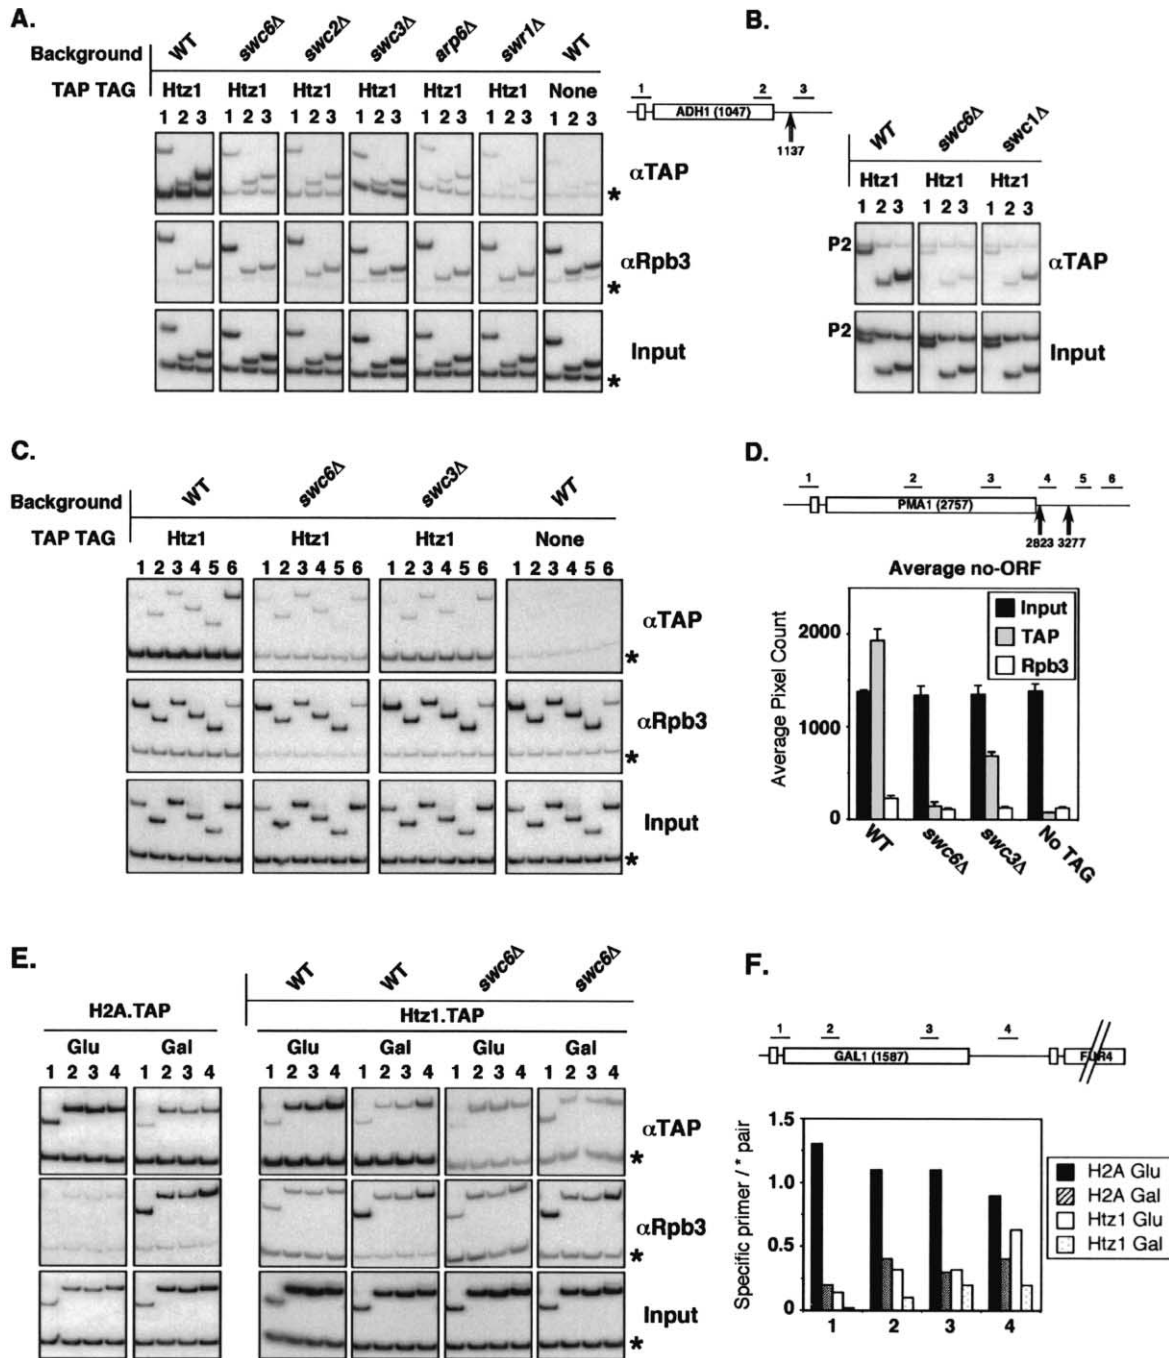 A.
Background WT swc6Δ swc2Δ swc3Δ arp6Δ swr1Δ WT
TAP TAG Htz1 Htz1 Htz1 Htz1 Htz1 Htz1 None
1 2 3 1 2 3 1 2 3 1 2 3 1 2 3 1 2 3 1 2 3
αTAP
*
αRpb3
*
Input
*
1 2 3
ADH1 (1047)
1137
B.
WT swc6Δ swc1Δ
Htz1 Htz1 Htz1
1 2 3 1 2 3 1 2 3
P2
αTAP
P2
Input
C.
Background WT swc6Δ swc3Δ WT
TAP TAG Htz1 Htz1 Htz1 None
1 2 3 4 5 6 1 2 3 4 5 6 1 2 3 4 5 6 1 2 3 4 5 6
αTAP
*
αRpb3
*
Input
*
D.
1 2 3 4 5 6
PMA1 (2757)
2823 3277
Average no-ORF
Input
TAP
Rpb3
Average Pixel Count
2000
1000
0
WT swc6Δ swc3Δ No TAG
E.
WT WT swc6Δ swc6Δ
H2A.TAP Htz1.TAP
Glu Gal Glu Gal Glu Gal
1 2 3 4 1 2 3 4 1 2 3 4 1 2 3 4 1 2 3 4 1 2 3 4
αTAP
*
αRpb3
*
Input
*
F.
1 2 3 4
GAL1 (1587) FUR4
Specific primer / * pair
1.5
1.0
0.5
0
1 2 3 4
H2A Glu
H2A Gal
Htz1 Glu
Htz1 Gal